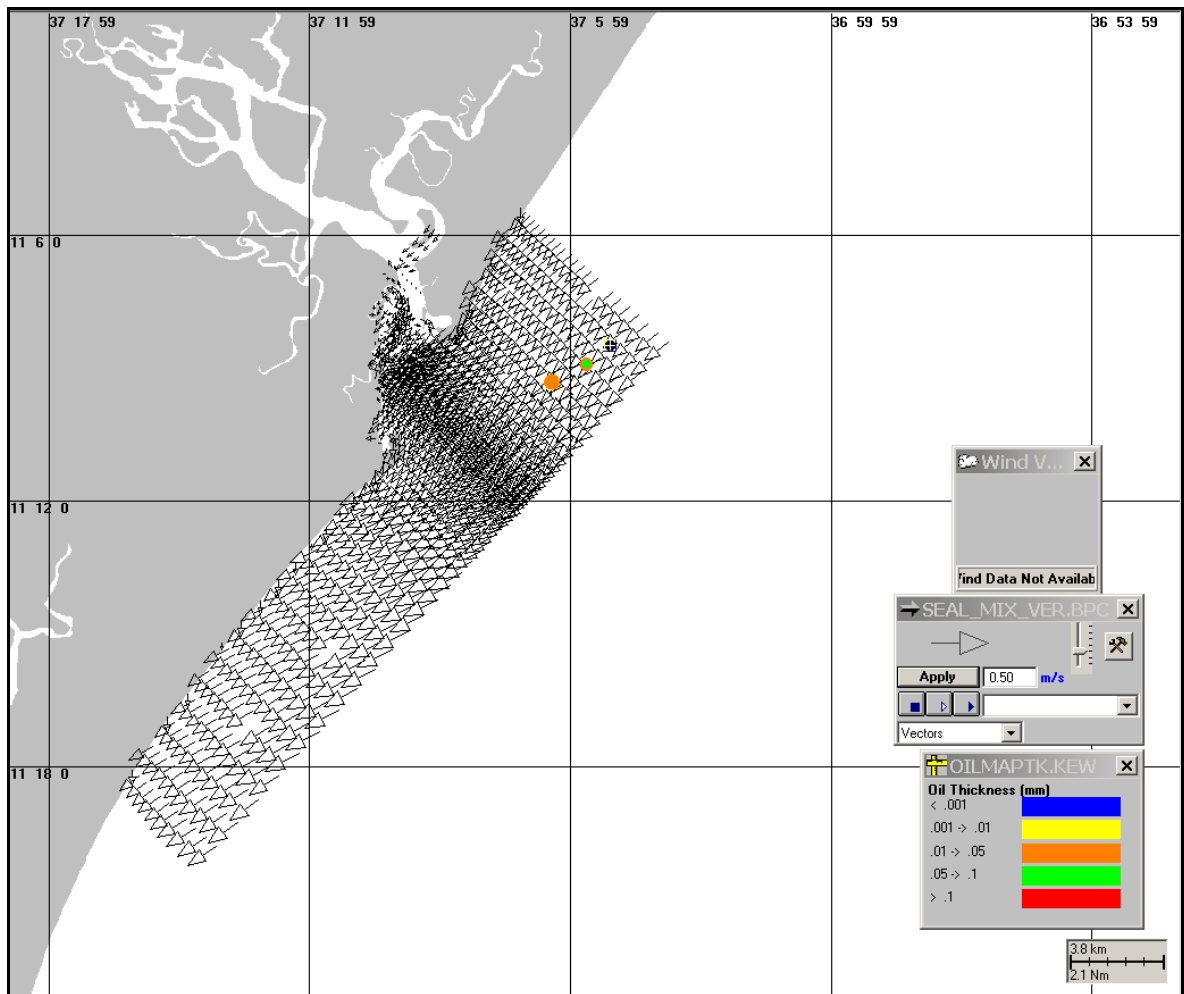 37 17 59
37 11 59
37 5 59
36 59 59
36 53 59
11 6 0
11 12 0
11 18 0
Wind V...
Wind Data Not Availab
SEAL_MIX_VER.BPC
Apply
0.50
m/s
Vectors
OILMAPTK.KEW
Oil Thickness (mm)
< .001
.001 -> .01
.01 -> .05
.05 -> .1
> .1
3.8 km
2.1 Nm